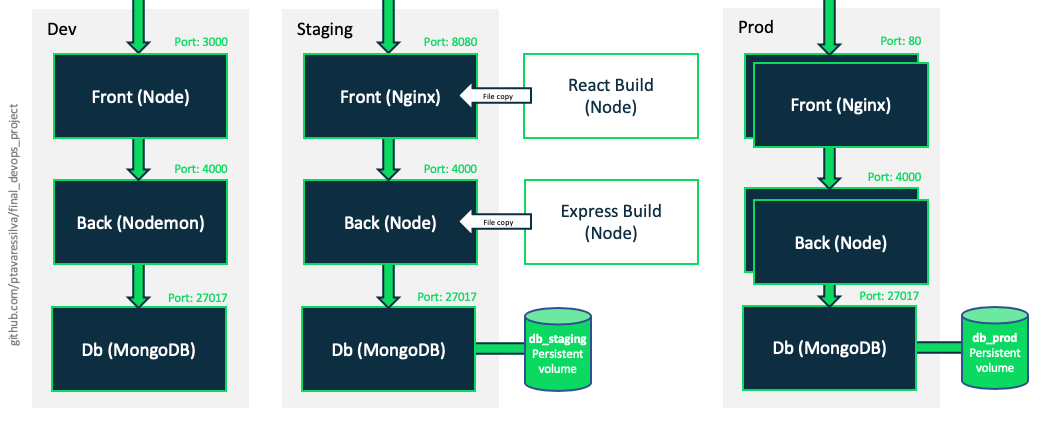 github.com/ptavaressilva/final_devops_project
Dev
Port: 3000
Front (Node)
Port: 4000
Back (Nodemon)
Port: 27017
Db (MongoDB)
Staging
Port: 8080
Front (Nginx)
File copy
React Build
(Node)
Port: 4000
Back (Node)
File copy
Express Build
(Node)
Port: 27017
Db (MongoDB)
db_staging
Persistent
volume
Prod
Port: 80
Front (Nginx)
Port: 4000
Back (Node)
Port: 27017
Db (MongoDB)
db_prod
Persistent
volume